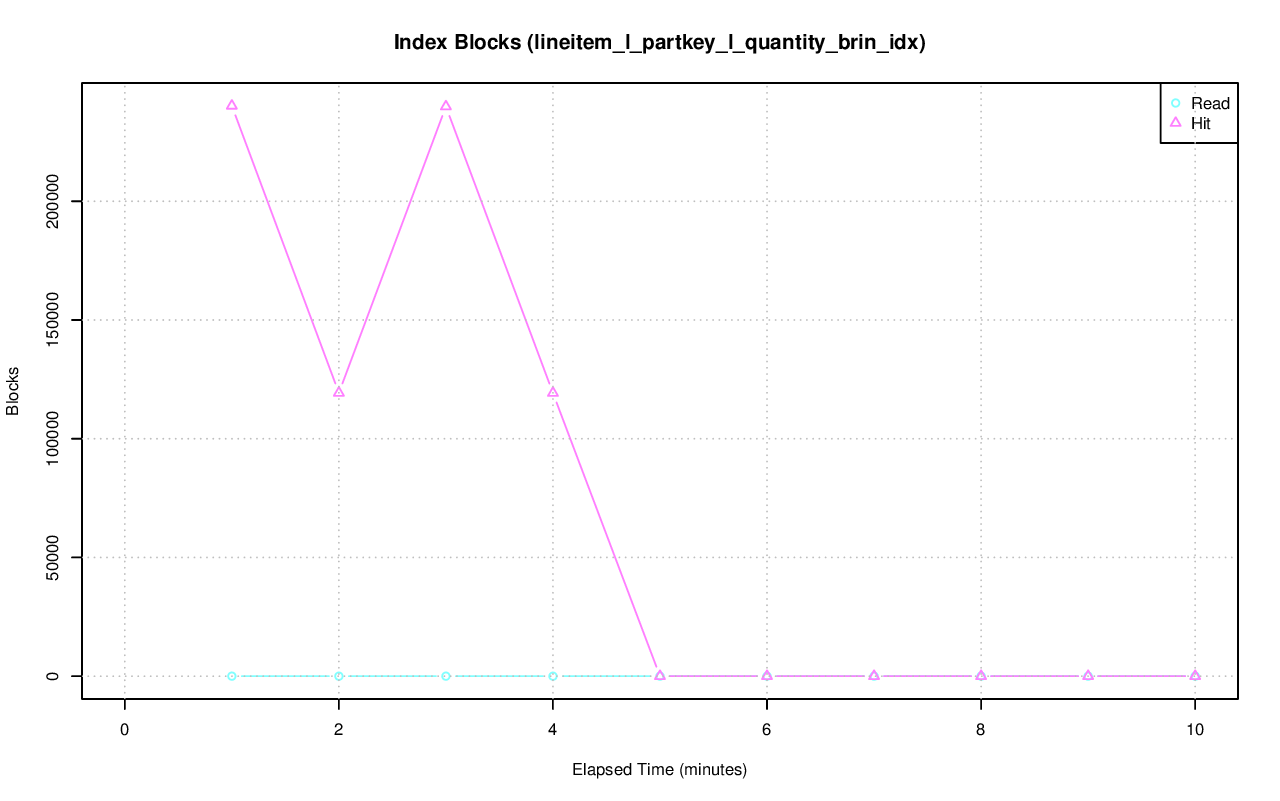 Index Blocks (lineitem_l_partkey_l_quantity_brin_idx)
Read
Hit
Blocks
200000
150000
100000
50000
0
0 2 4 6 8 10
Elapsed Time (minutes)